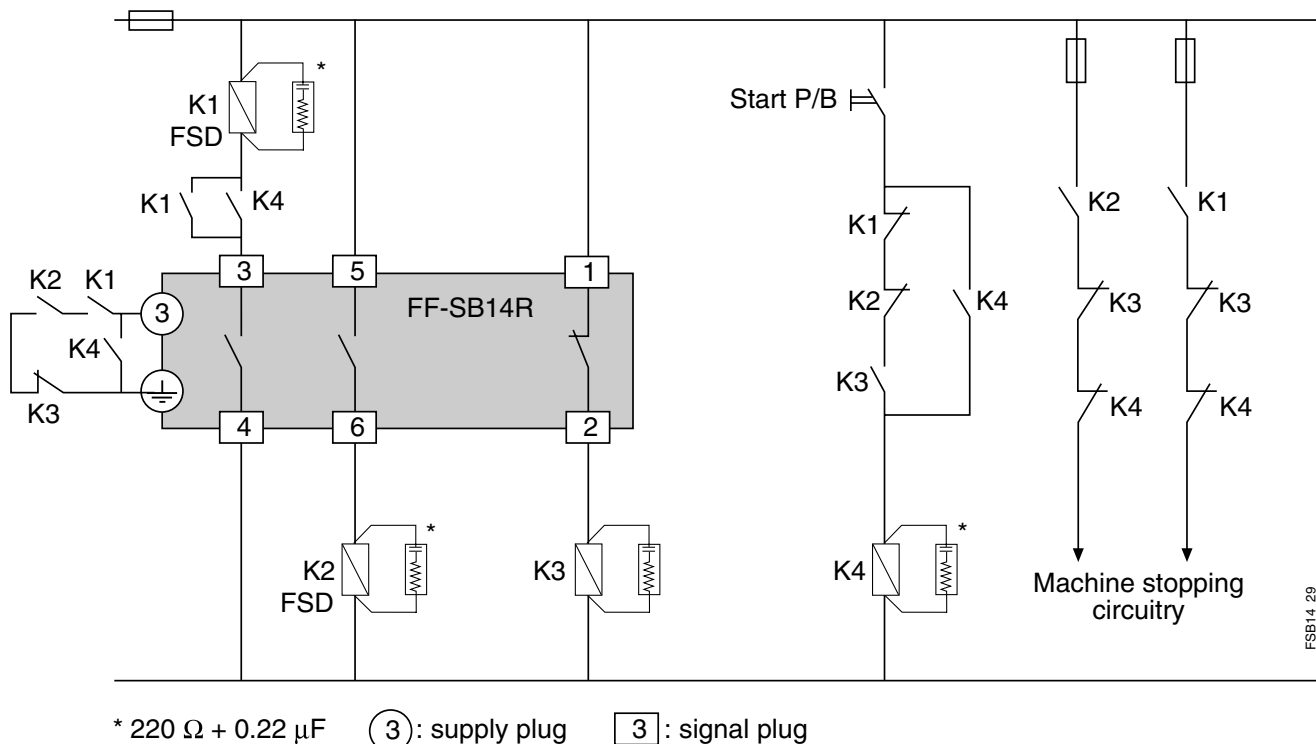 *
K1
FSD
K1
K4
K2
K1
3
K4
K3
3
5
1
FF-SB14R
4
6
2
*
K2
FSD
K3
Start P/B
K1
K2
K4
K3
*
K4
K2
K1
K3
K3
K4
K4
Machine stopping
circuitry
FSB14_29
* 220 Ω + 0.22 μF
3 : supply plug
3 : signal plug